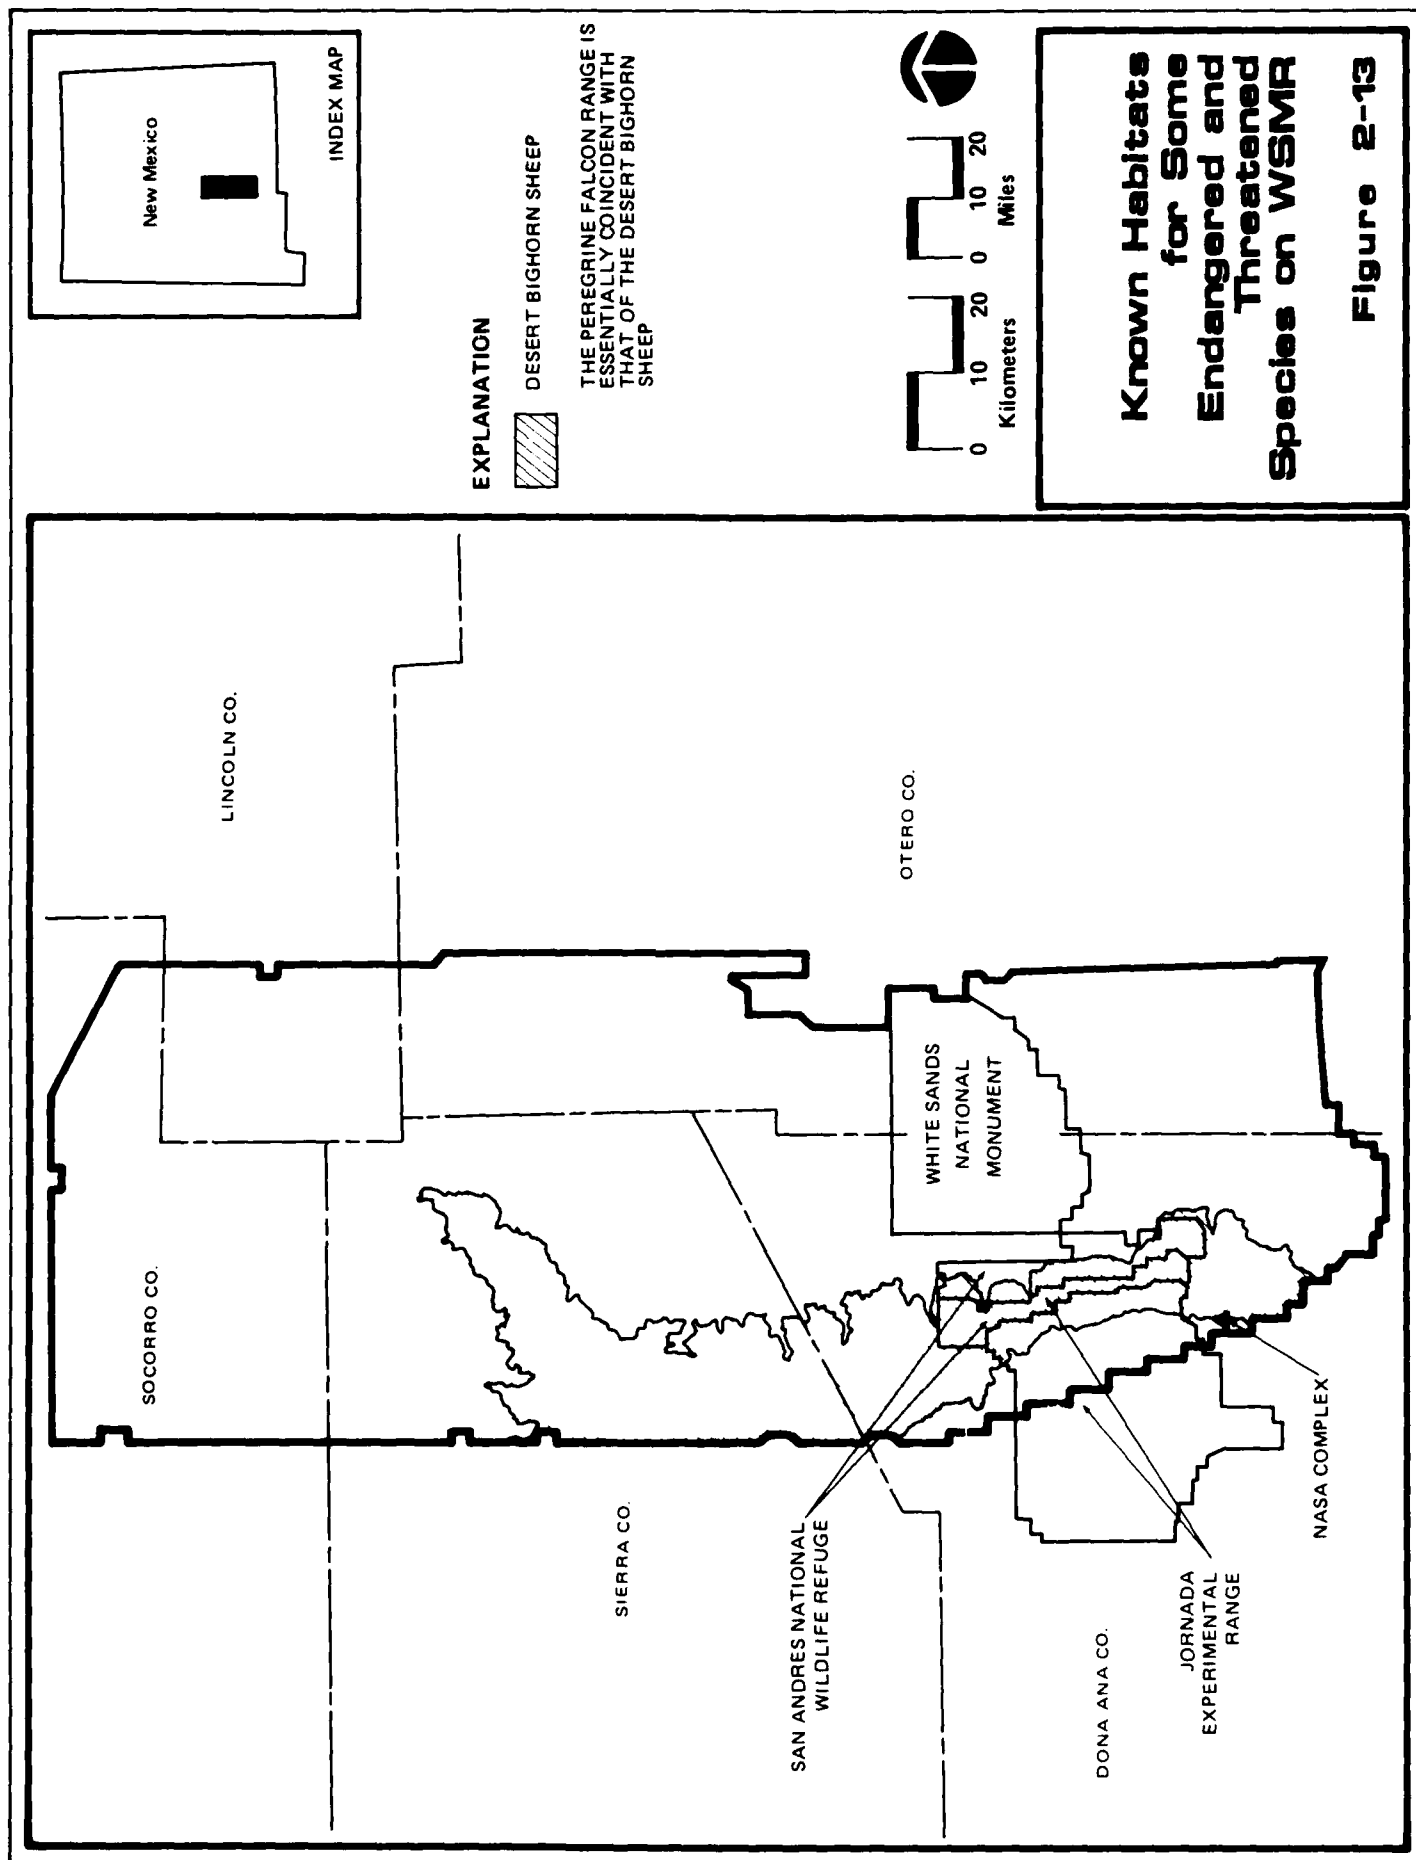 LINCOLN CO.
SOCORRO CO.
SIERRA CO.
OTERO CO.
WHITE SANDS
NATIONAL
MONUMENT
SAN ANDRES NATIONAL
WILDLIFE REFUGE
DONA ANA CO.
JORNADA
EXPERIMENTAL
RANGE
NASA COMPLEX
New Mexico
INDEX MAP
EXPLANATION
DESERT BIGHORN SHEEP
THE PEREGRINE FALCON RANGE IS
ESSENTIALLY COINCIDENT WITH
THAT OF THE DESERT BIGHORN
SHEEP
0 10 20
Kilometers
0 10 20
Miles
Known Habitats
for Some
Endangered and
Threatened
Species on WSMR
Figure 2-13